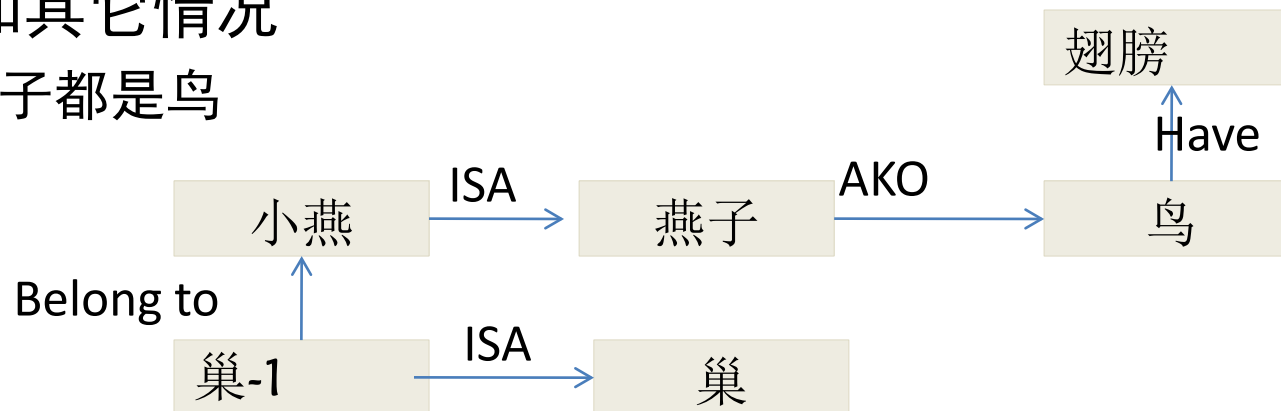 和其它情况
子都是鸟
翅膀
Have
小燕
ISA
燕子
AKO
鸟
Belong to
巢-1
ISA
巢